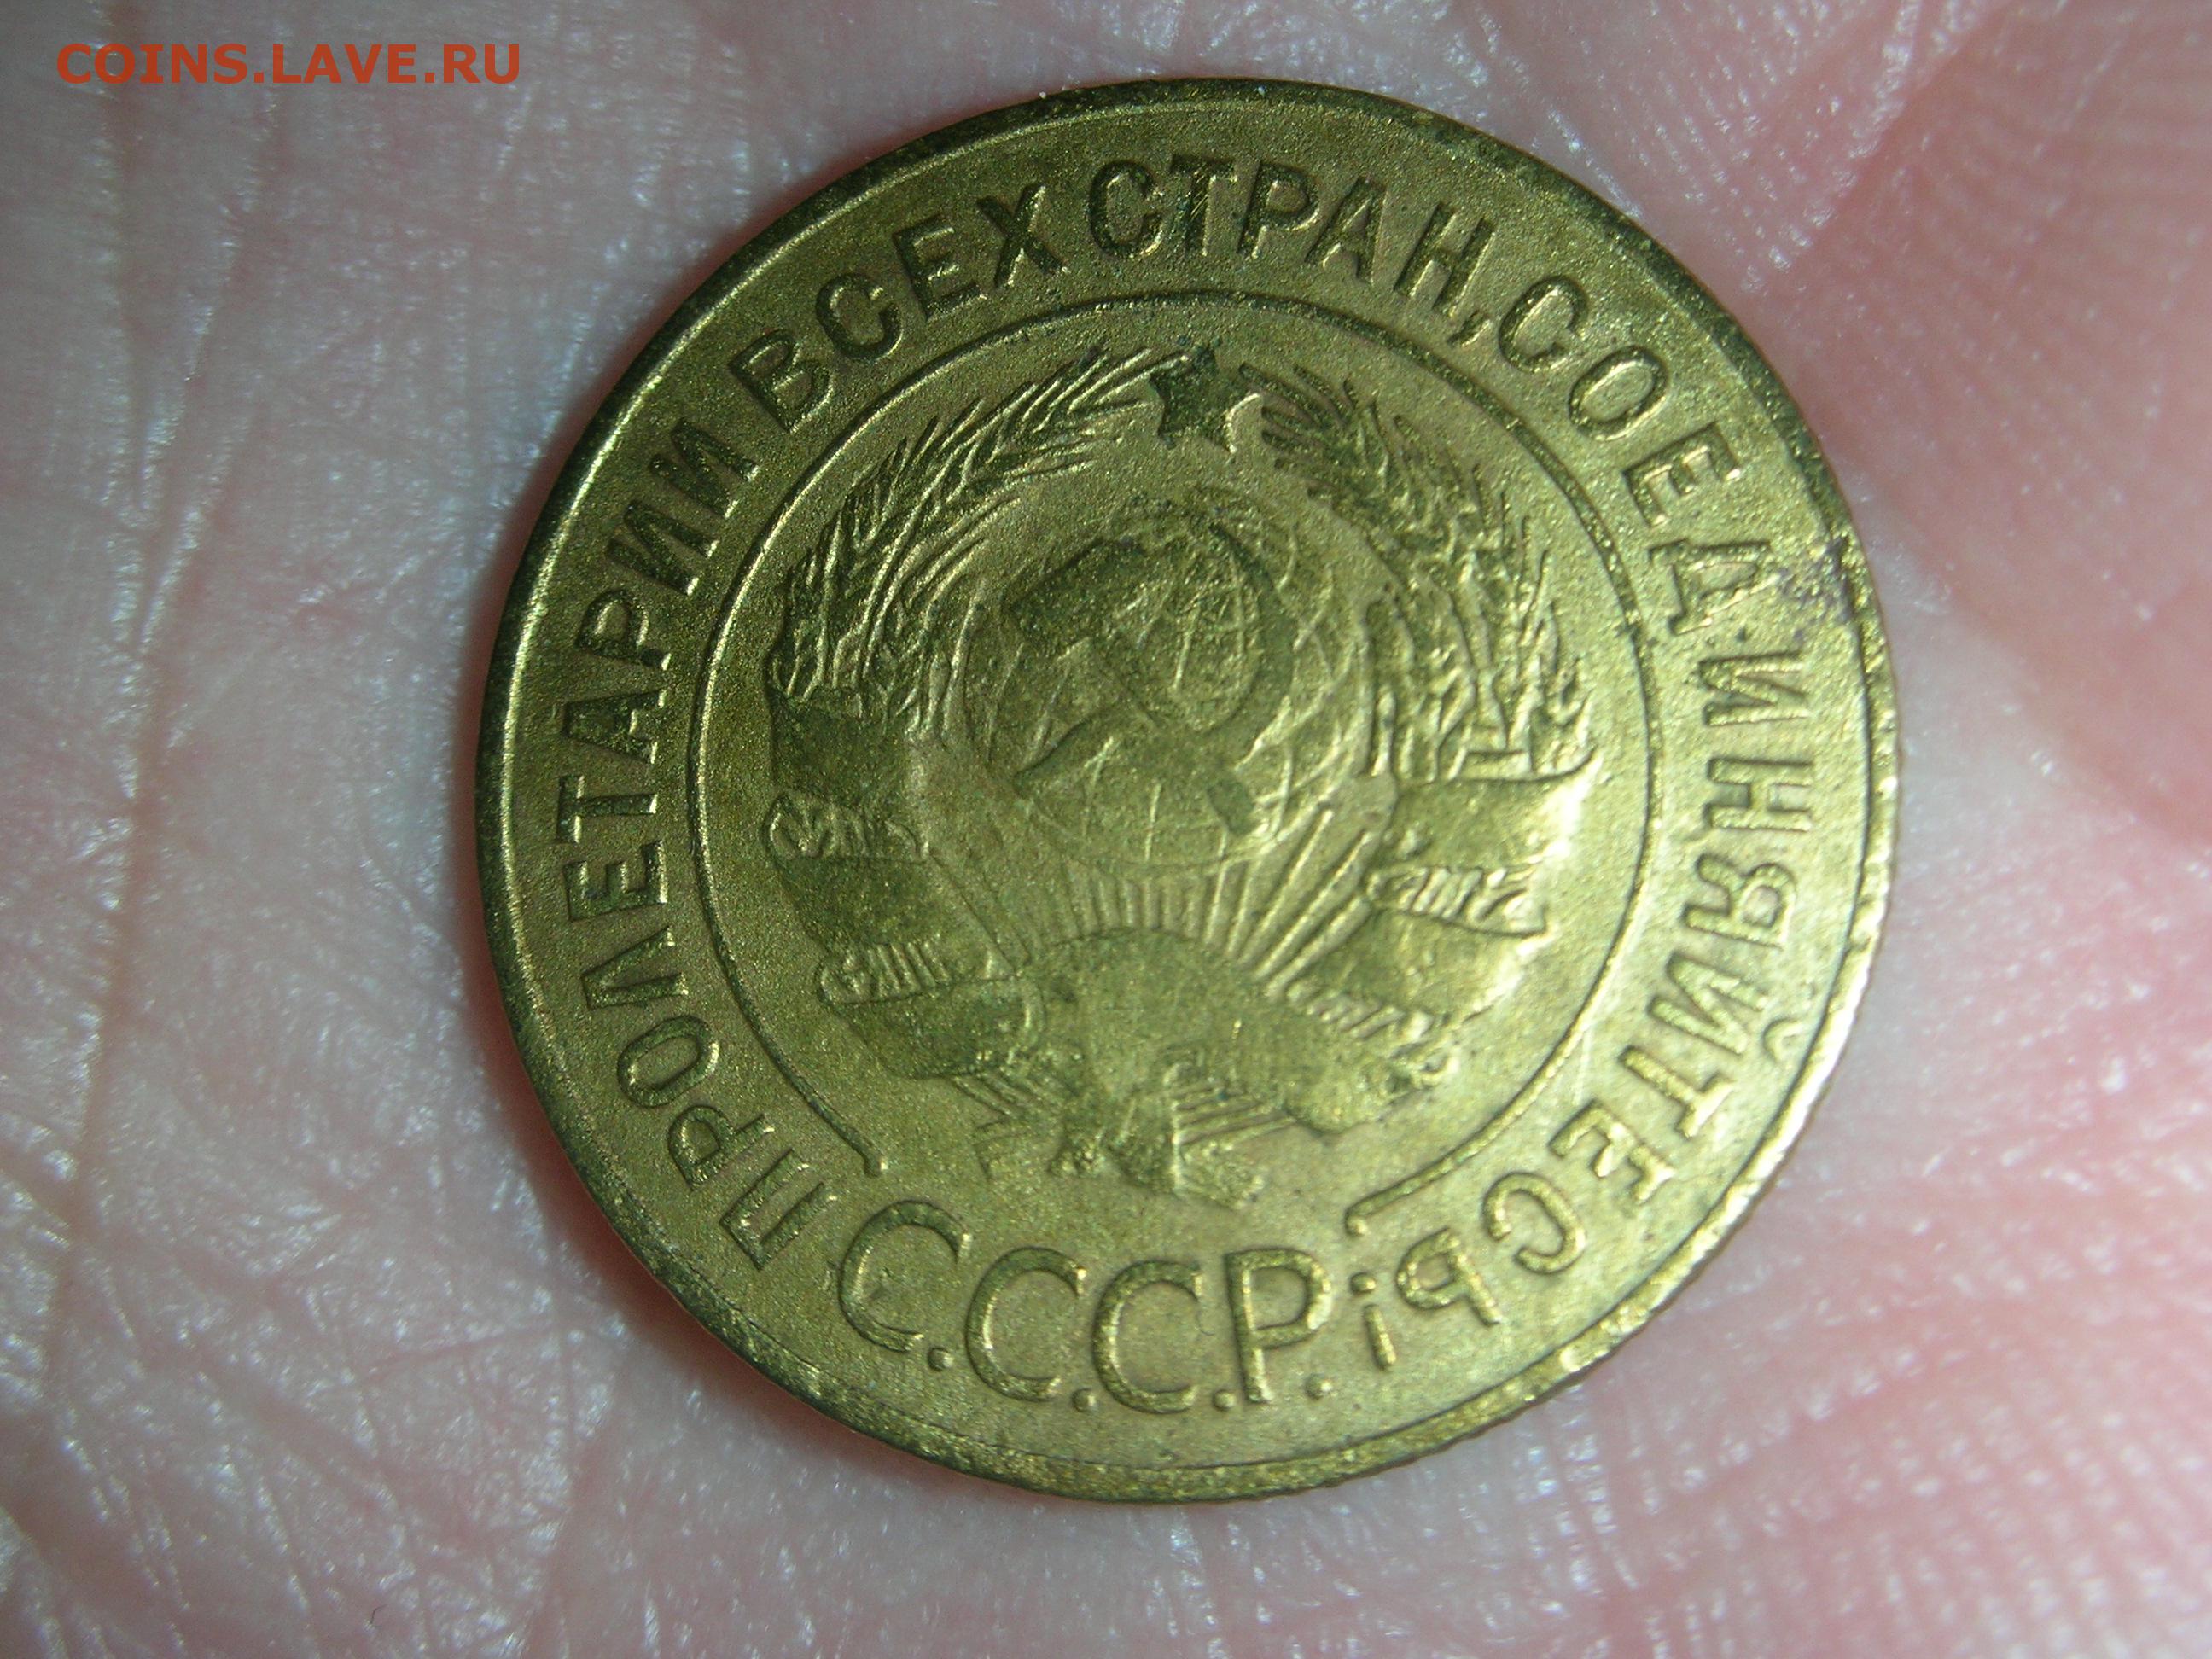 COINS.LAVE.RU
ПРОЛЕТАРИИ ВСЕХ СТРАН, СОЕДИНЯЙТЕСЬ!
С.С.С.Р.